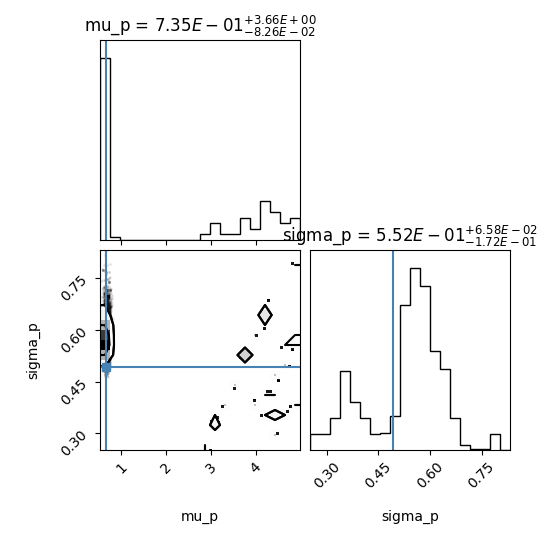 mu_p = 7.35E − 01+3.66E+00−8.26E−02
sigma_p = 5.52E − 01+6.58E−02−1.72E−01
0.75
0.60
0.45
0.30
sigma_p
1 2 3 4
0.30 0.45 0.60 0.75
mu_p sigma_p